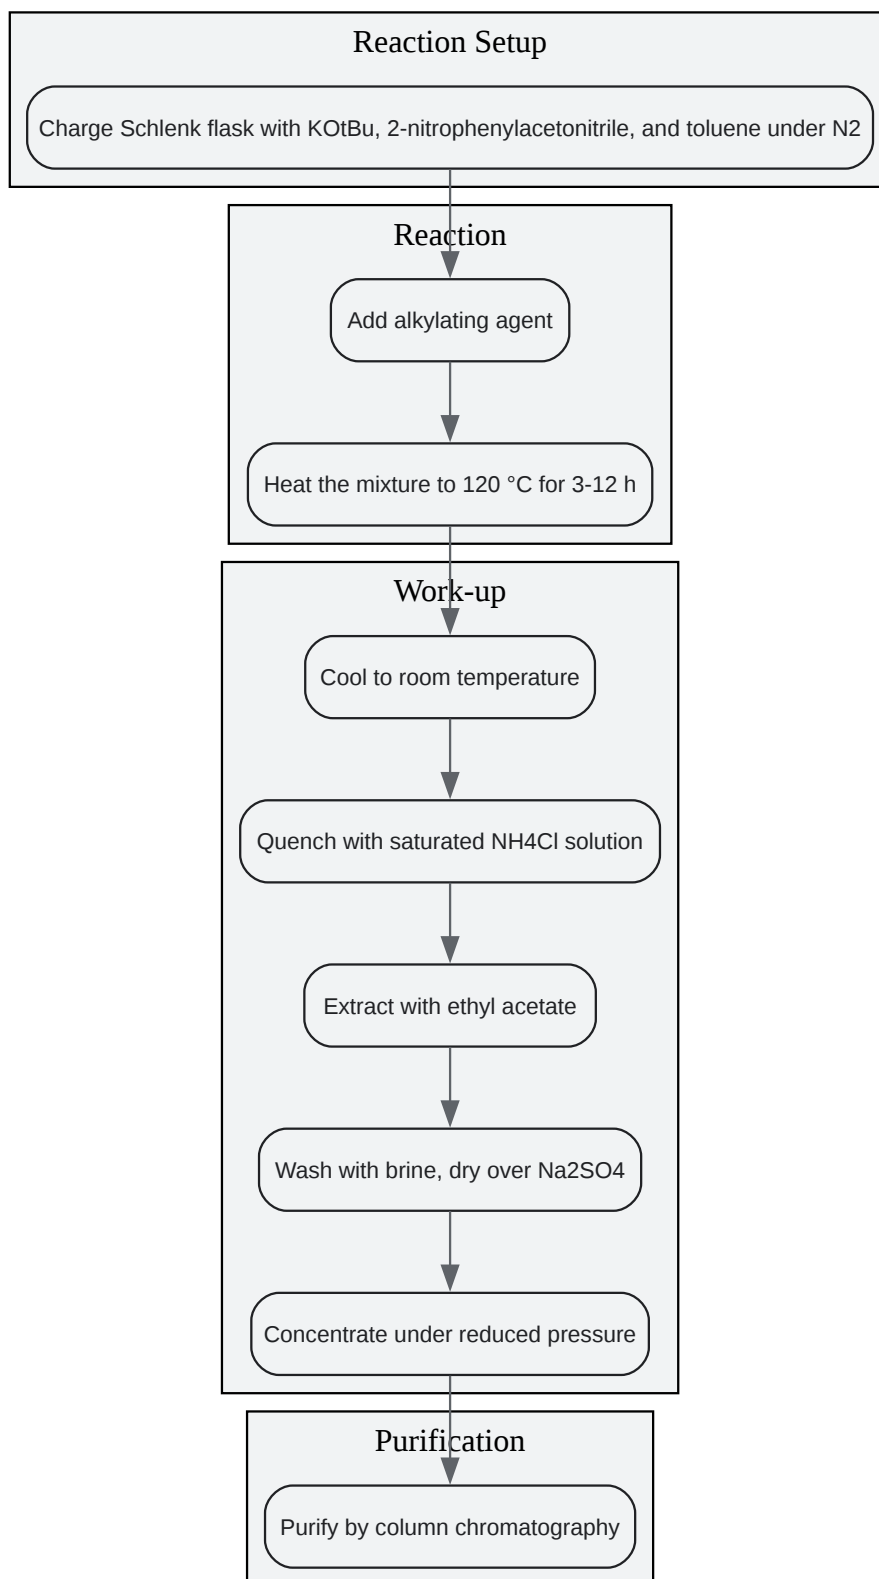 Reaction Setup
Charge Schlenk flask with KOtBu, 2-nitrophenylacetonitrile, and toluene under N2
Reaction
Add alkylating agent
Heat the mixture to 120 °C for 3-12 h
Work-up
Cool to room temperature
Quench with saturated NH4Cl solution
Extract with ethyl acetate
Wash with brine, dry over Na2SO4
Concentrate under reduced pressure
Purification
Purify by column chromatography